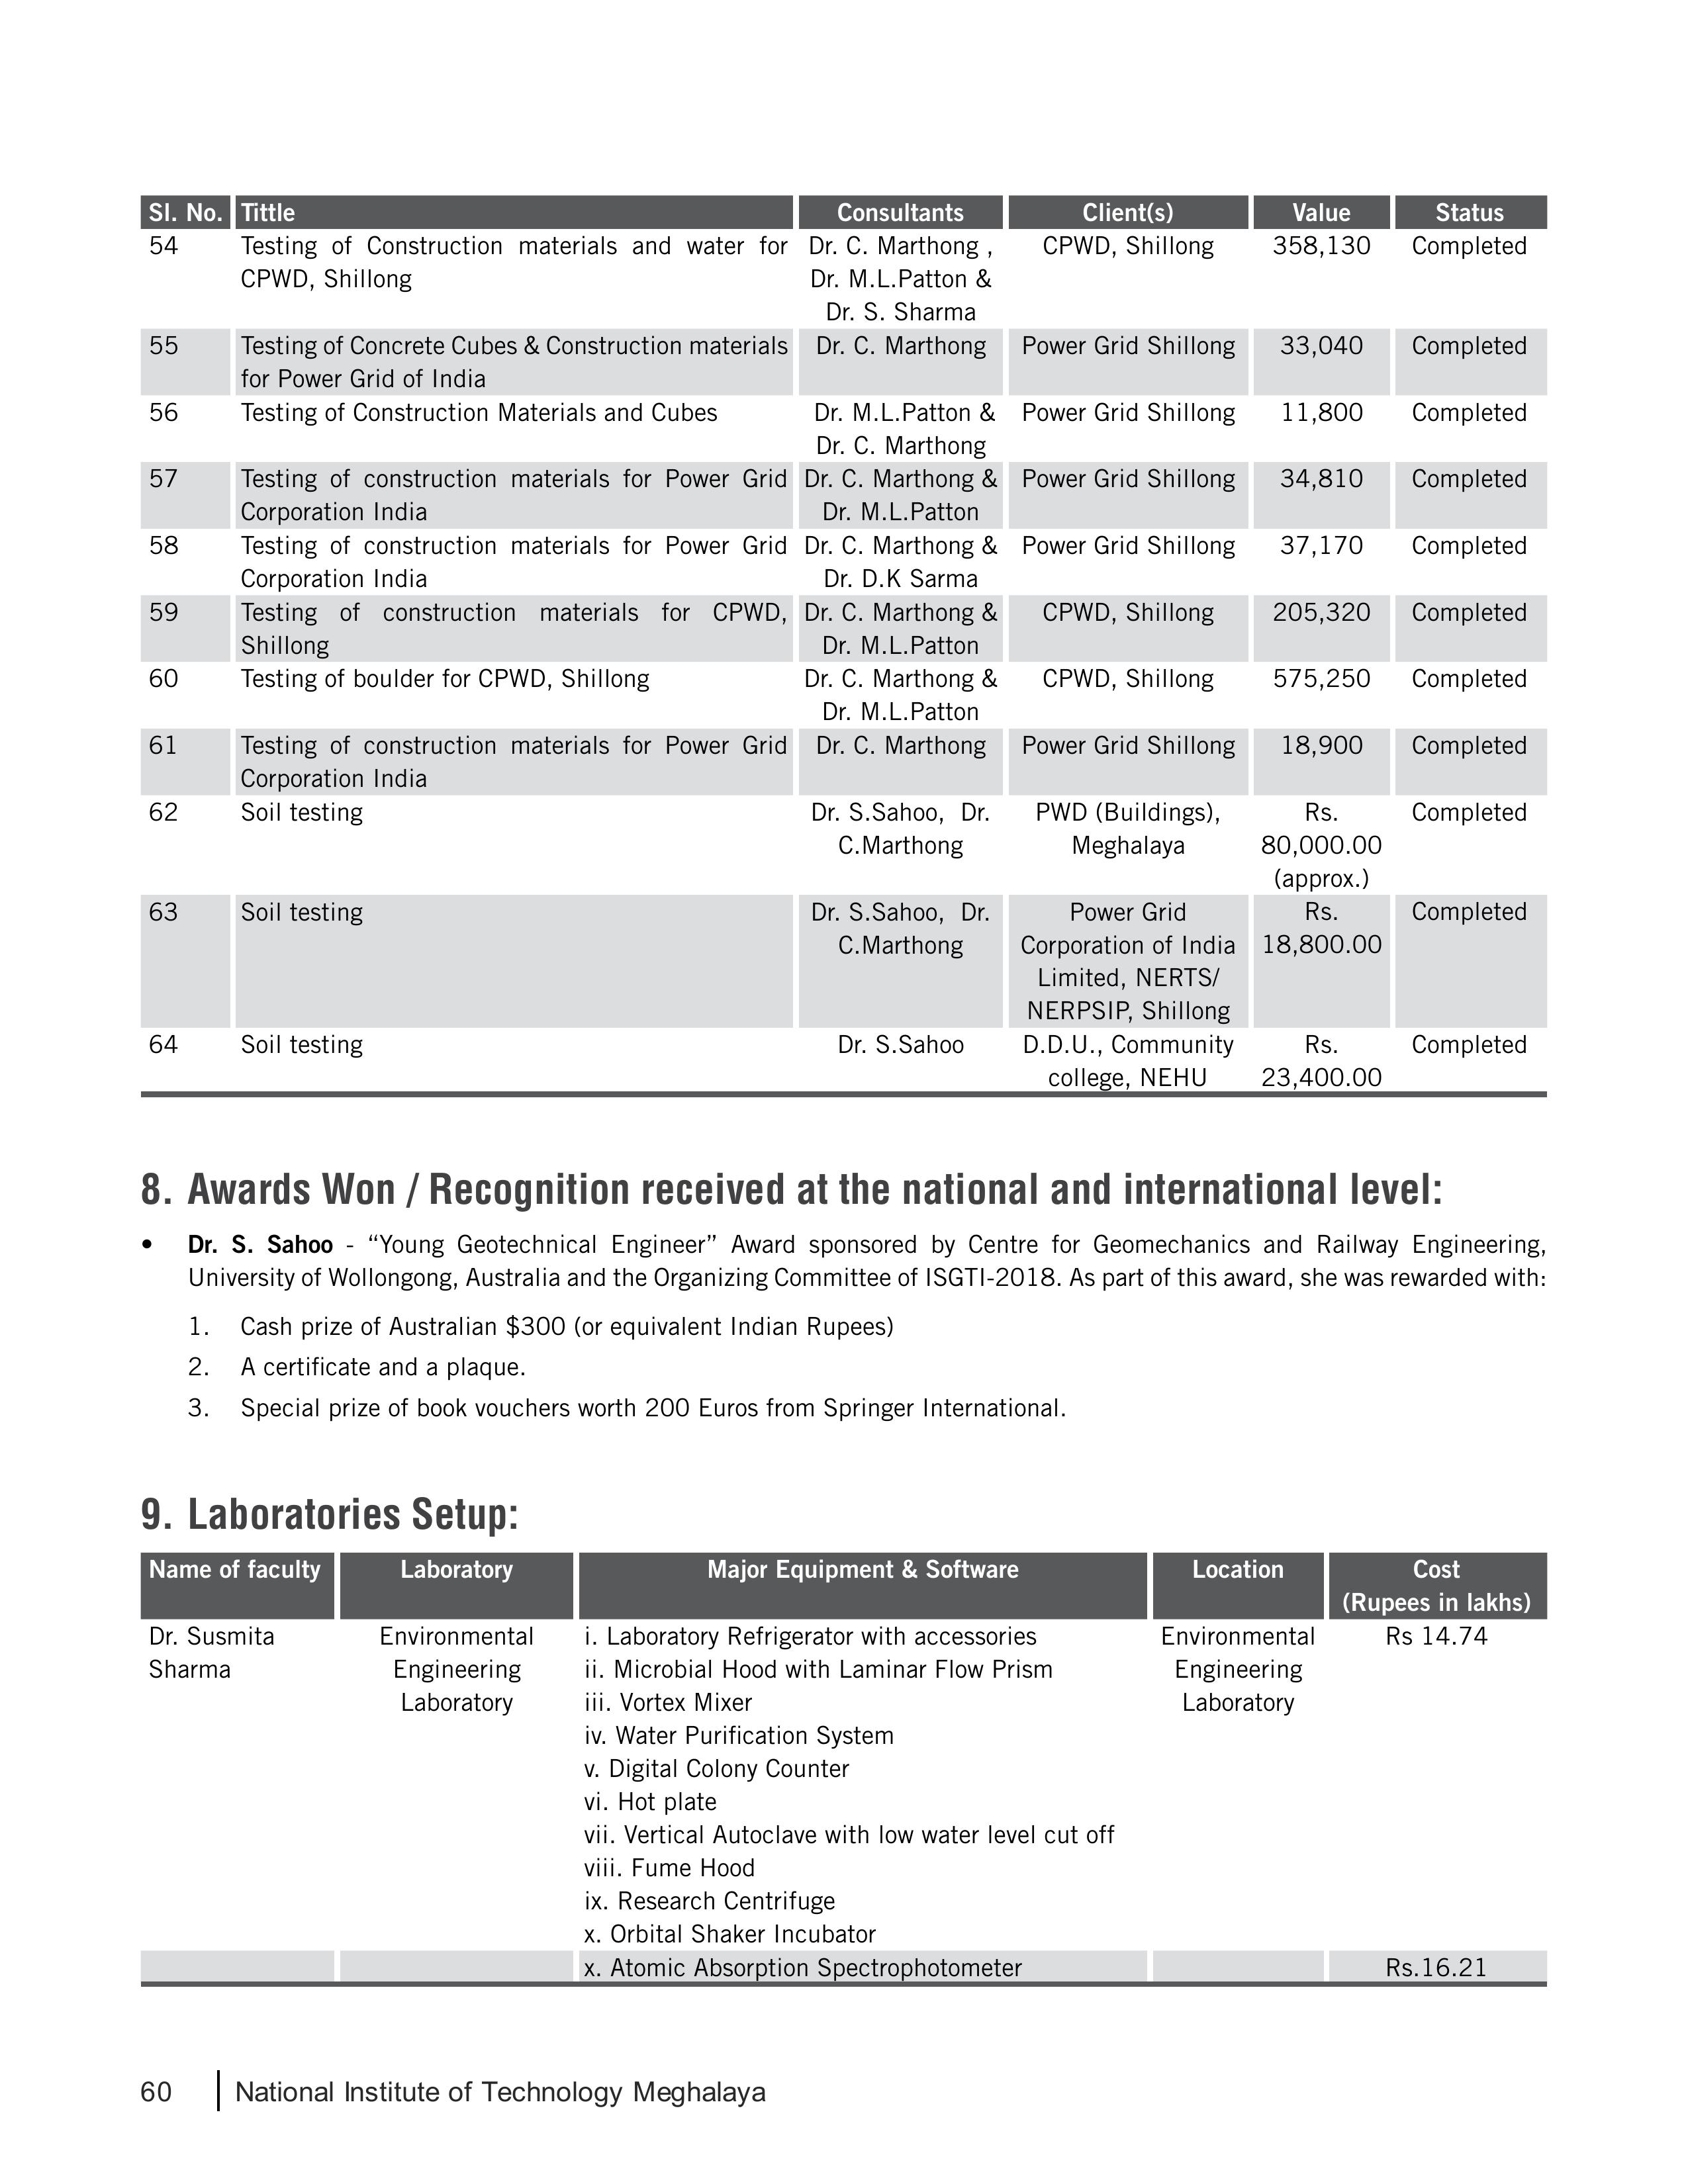 Sl. No. Tittle Consultants Client(s) Value Status
54 Testing of Construction materials and water for Dr. C. Marthong , CPWD, Shillong 358,130 Completed
CPWD, Shillong Dr. M.L.Patton &
Dr. S. Sharma
55 Testing of Concrete Cubes & Construction materials Dr. C. Marthong Power Grid Shillong 33,040 Completed
for Power Grid of India
56 Testing of Construction Materials and Cubes Dr. M.L.Patton & Power Grid Shillong 11,800 Completed
Dr. C. Marthong
57 Testing of construction materials for Power Grid Dr. C. Marthong & Power Grid Shillong 34,810 Completed
Corporation India Dr. M.L.Patton
58 Testing of construction materials for Power Grid Dr. C. Marthong & Power Grid Shillong 37,170 Completed
Corporation India Dr. D.K Sarma
59 Testing of construction materials for CPWD, Dr. C. Marthong & CPWD, Shillong 205,320 Completed
Shillong Dr. M.L.Patton
60 Testing of boulder for CPWD, Shillong Dr. C. Marthong & CPWD, Shillong 575,250 Completed
Dr. M.L.Patton
61 Testing of construction materials for Power Grid Dr. C. Marthong Power Grid Shillong 18,900 Completed
Corporation India
62 Soil testing Dr. S.Sahoo, Dr. PWD (Buildings), Rs. Completed
C.Marthong Meghalaya 80,000.00
(approx.)
63 Soil testing Dr. S.Sahoo, Dr. Power Grid Rs. Completed
C.Marthong Corporation of India 18,800.00
Limited, NERTS/
NERPSIP, Shillong
64 Soil testing Dr. S.Sahoo D.D.U., Community Rs. Completed
college, NEHU 23,400.00
8. Awards Won / Recognition received at the national and international level:
• Dr. S. Sahoo - “Young Geotechnical Engineer” Award sponsored by Centre for Geomechanics and Railway Engineering,
University of Wollongong, Australia and the Organizing Committee of ISGTI-2018. As part of this award, she was rewarded with:
1. Cash prize of Australian $300 (or equivalent Indian Rupees)
2. A certificate and a plaque.
3. Special prize of book vouchers worth 200 Euros from Springer International.
9. Laboratories Setup:
Name of faculty Laboratory Major Equipment & Software Location Cost
(Rupees in lakhs)
Dr. Susmita Environmental i. Laboratory Refrigerator with accessories Environmental Rs 14.74
Sharma Engineering ii. Microbial Hood with Laminar Flow Prism Engineering
Laboratory iii. Vortex Mixer Laboratory
iv. Water Purification System
v. Digital Colony Counter
vi. Hot plate
vii. Vertical Autoclave with low water level cut off
viii. Fume Hood
ix. Research Centrifuge
x. Orbital Shaker Incubator
x. Atomic Absorption Spectrophotometer Rs.16.21
60 National Institute of Technology Meghalaya